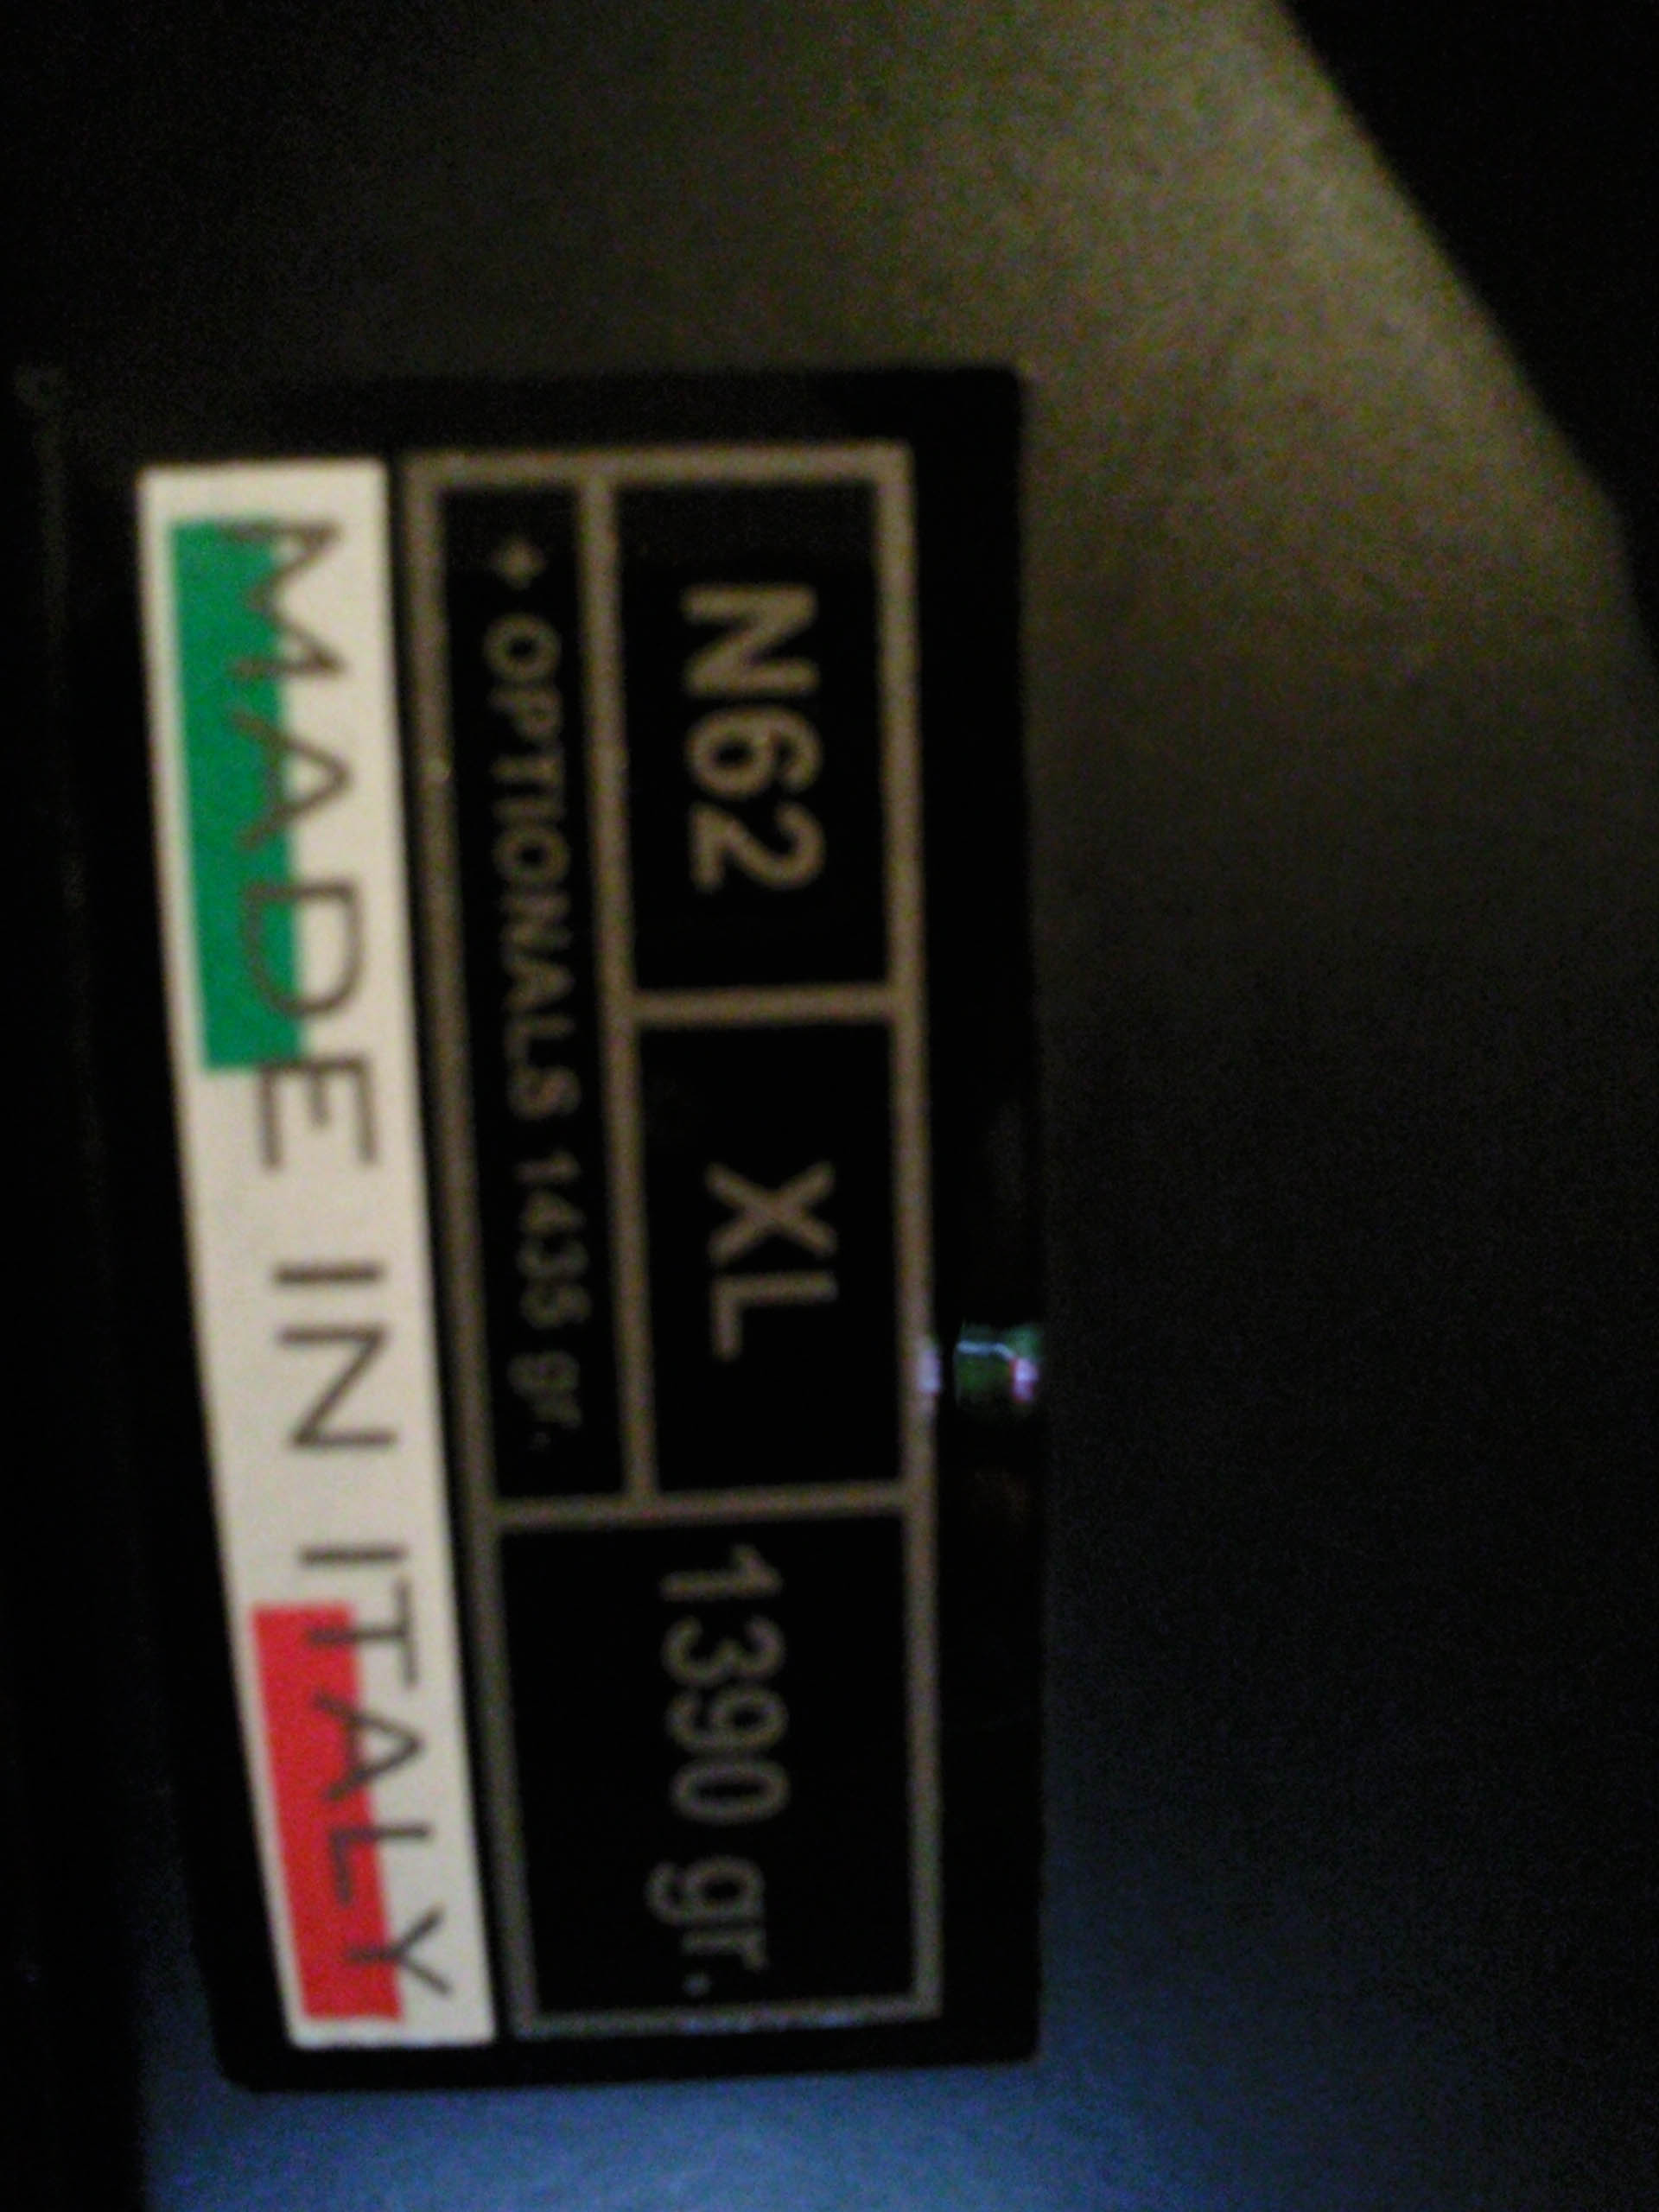 N62 XL 1390 gr.
+ OPTIONALS 1435 gr.
MADE IN ITALY